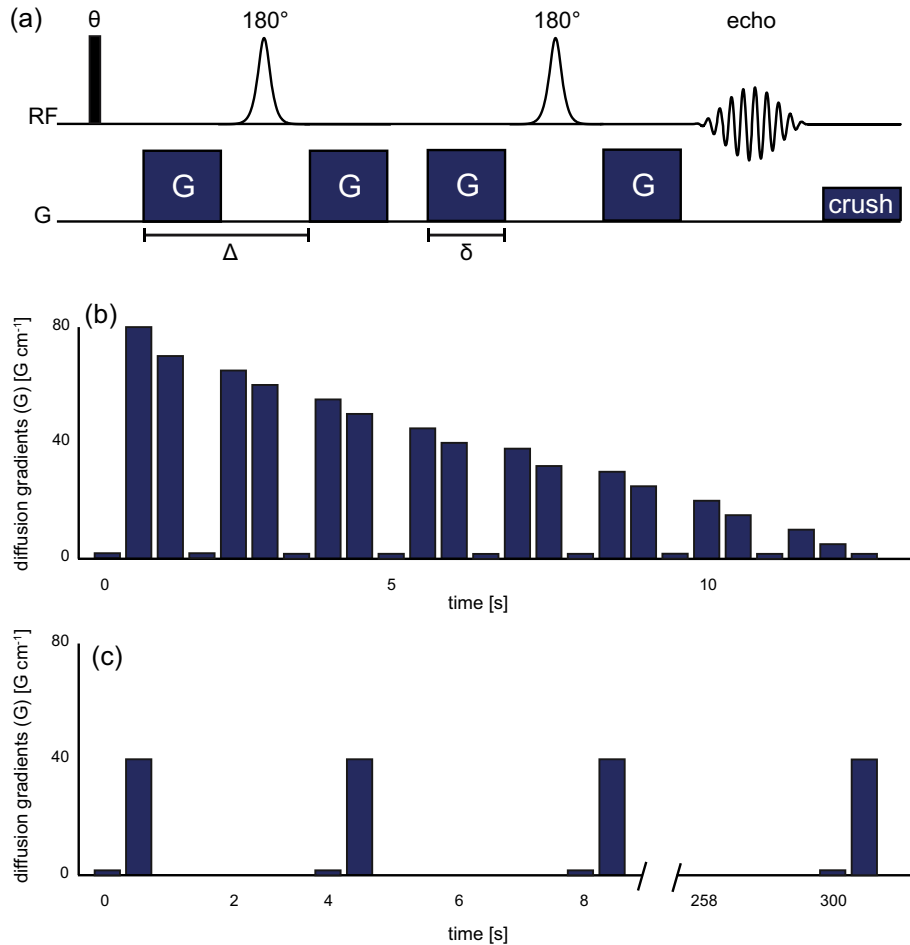 (a)
θ 180° 180° echo
RF
G G G G
G crush
Δ δ
(b)
diffusion gradients (G) [G cm⁻¹]
80
40
0
0 5 10
time [s]
(c)
diffusion gradients (G) [G cm⁻¹]
80
40
0
0 2 4 6 8 258 300
time [s]